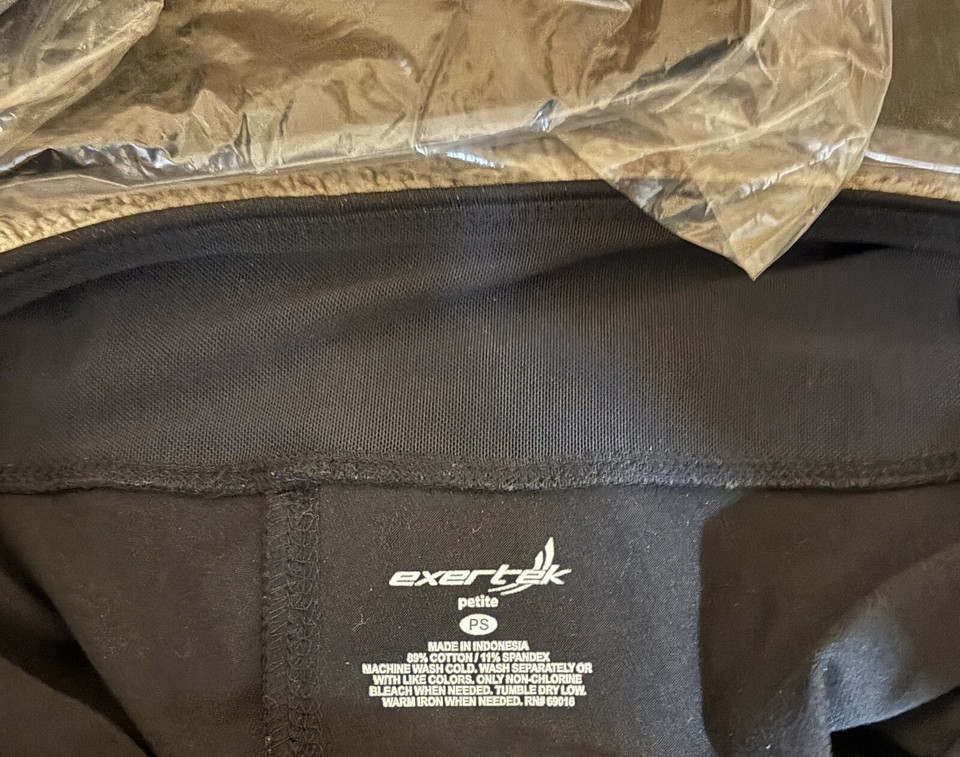 exertek
petite
PS
MADE IN INDONESIA
89% COTTON / 11% SPANDEX
MACHINE WASH COLD. WASH SEPARATELY OR
WITH LIKE COLORS. ONLY NON-CHLORINE
BLEACH WHEN NEEDED. TUMBLE DRY LOW.
WARM IRON WHEN NEEDED. RN# 69016